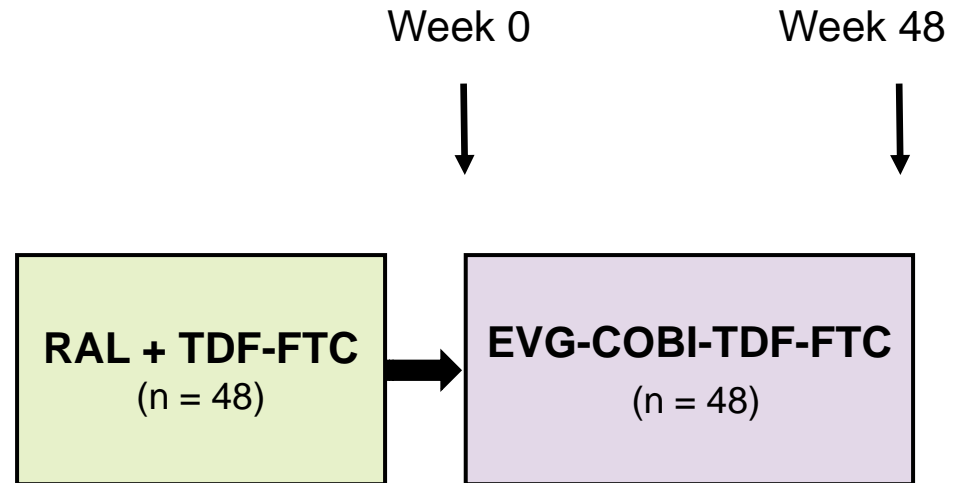 Week 0
Week 48
RAL + TDF-FTC
(n = 48)
EVG-COBI-TDF-FTC
(n = 48)